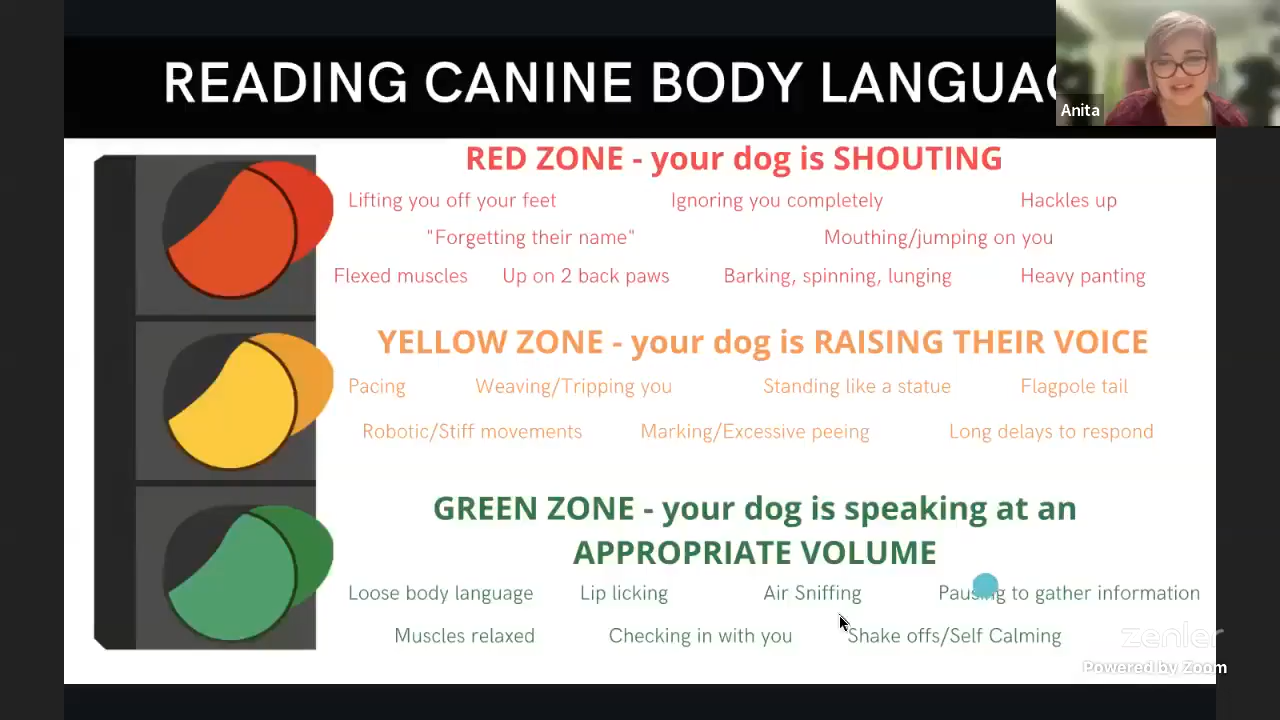 READING CANINE BODY LANGUAG
Anita
RED ZONE - your dog is SHOUTING
Lifting you off your feet Ignoring you completely Hackles up
"Forgetting their name" Mouthing/jumping on you
Flexed muscles Up on 2 back paws Barking, spinning, lunging Heavy panting
YELLOW ZONE - your dog is RAISING THEIR VOICE
Pacing Weaving/Tripping you Standing like a statue Flagpole tail
Robotic/Stiff movements Marking/Excessive peeing Long delays to respond
GREEN ZONE - your dog is speaking at an
APPROPRIATE VOLUME
Loose body language Lip licking Air Sniffing Pausing to gather information
Muscles relaxed Checking in with you Shake offs/Self Calming
zenler
Powered by Zoom